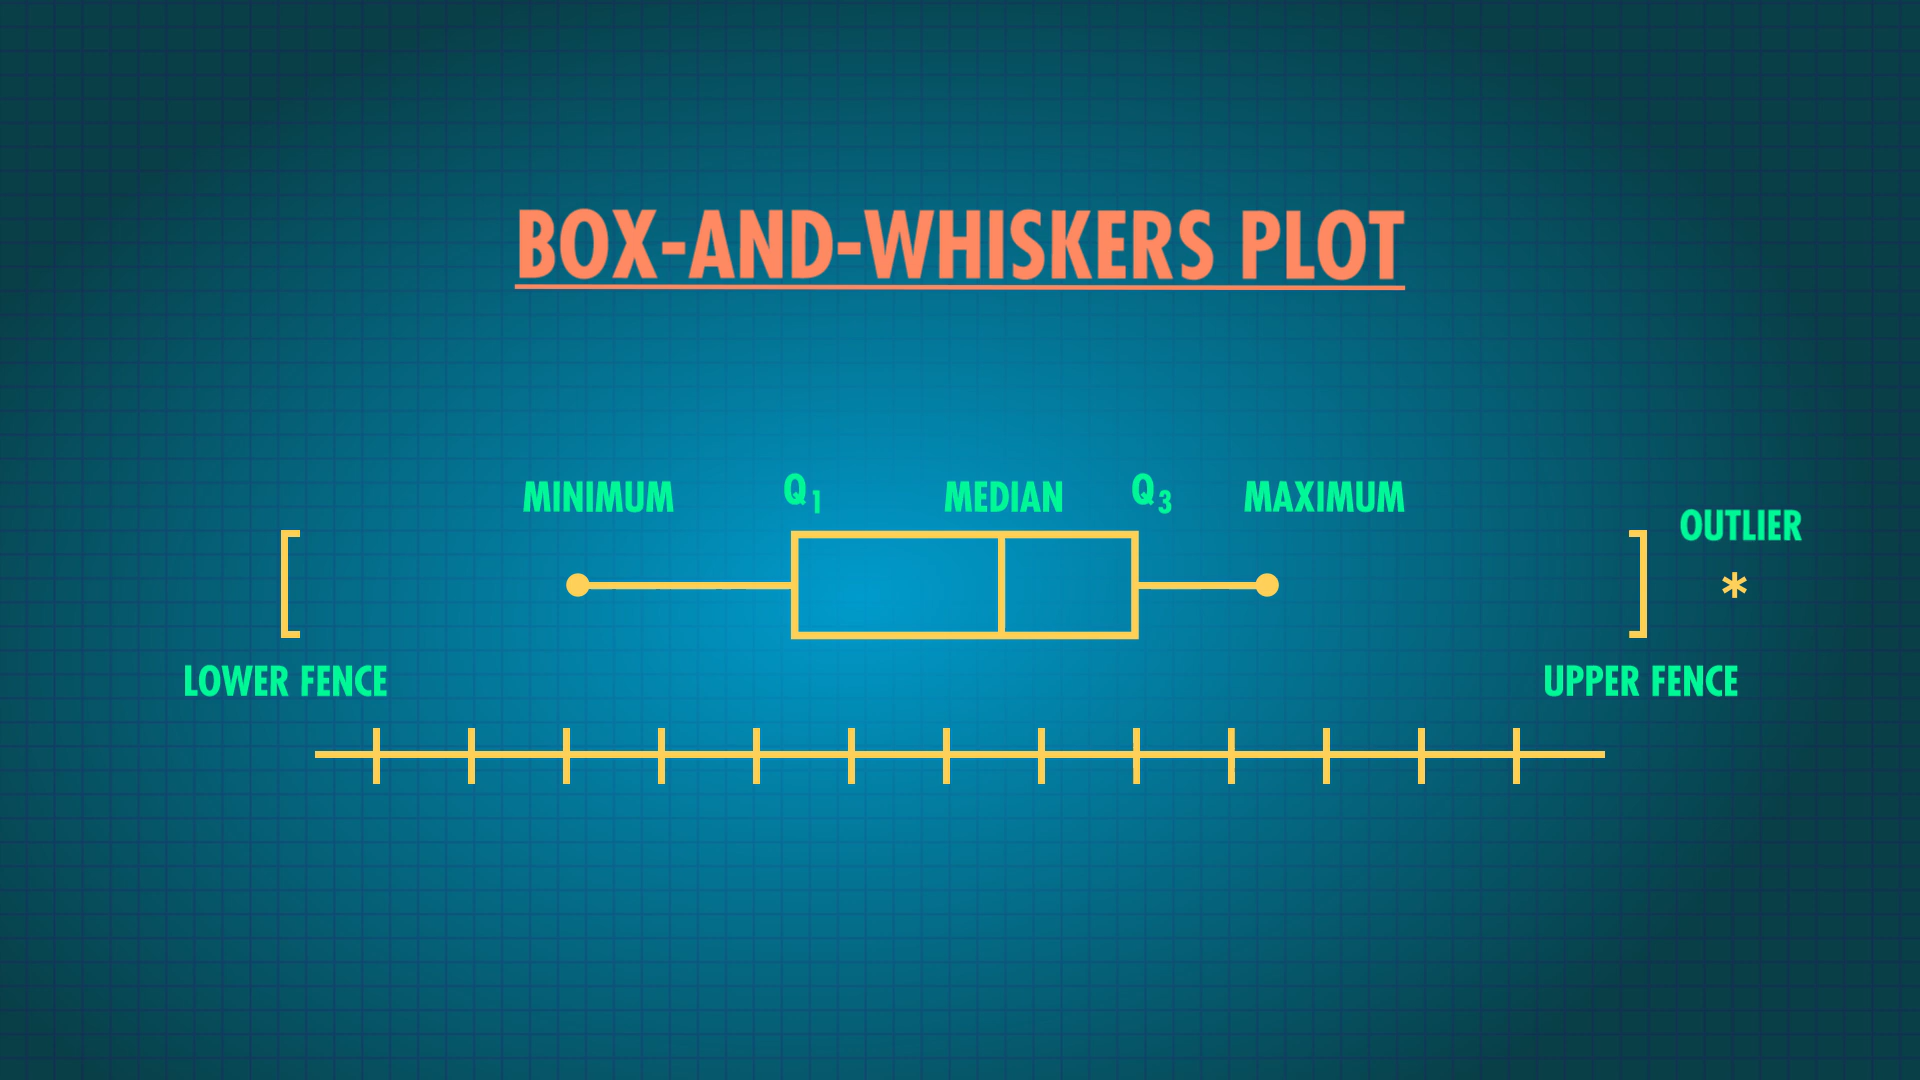 BOX-AND-WHISKERS PLOT
MINIMUM Q1 MEDIAN Q3 MAXIMUM
OUTLIER
*
LOWER FENCE UPPER FENCE